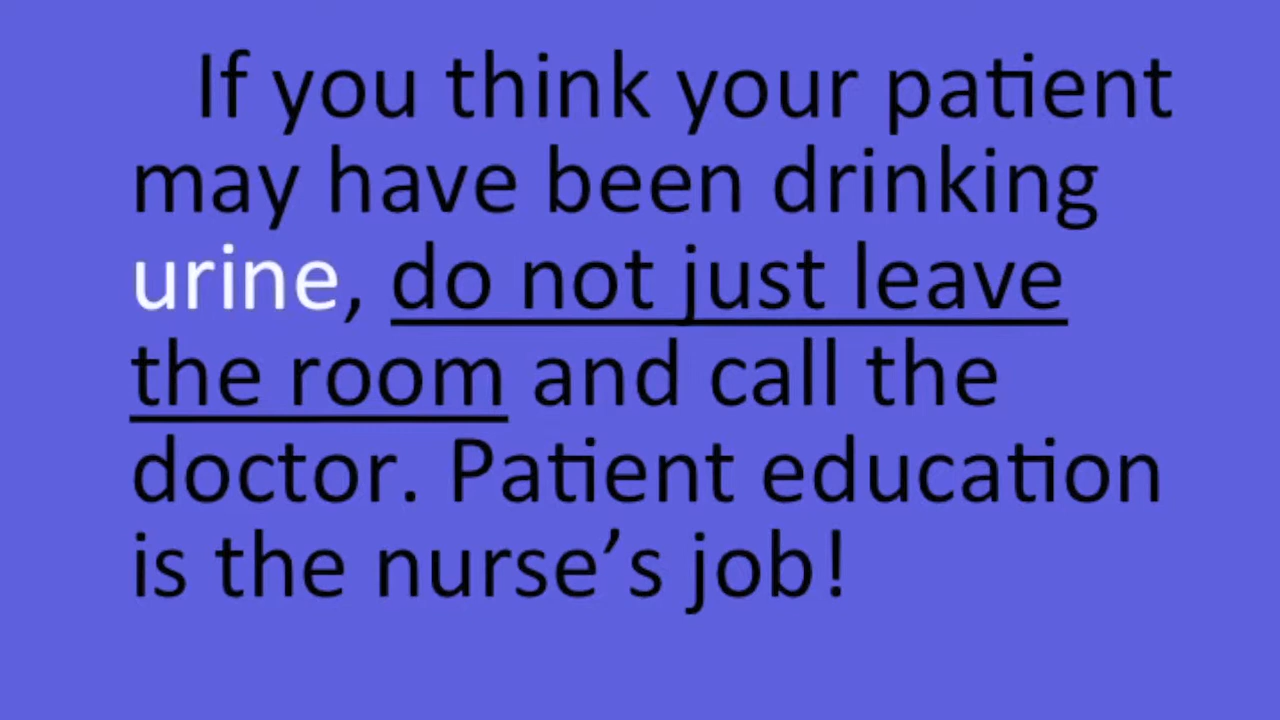 If you think your patient
may have been drinking
urine, do not just leave
the room and call the
doctor. Patient education
is the nurse’s job!